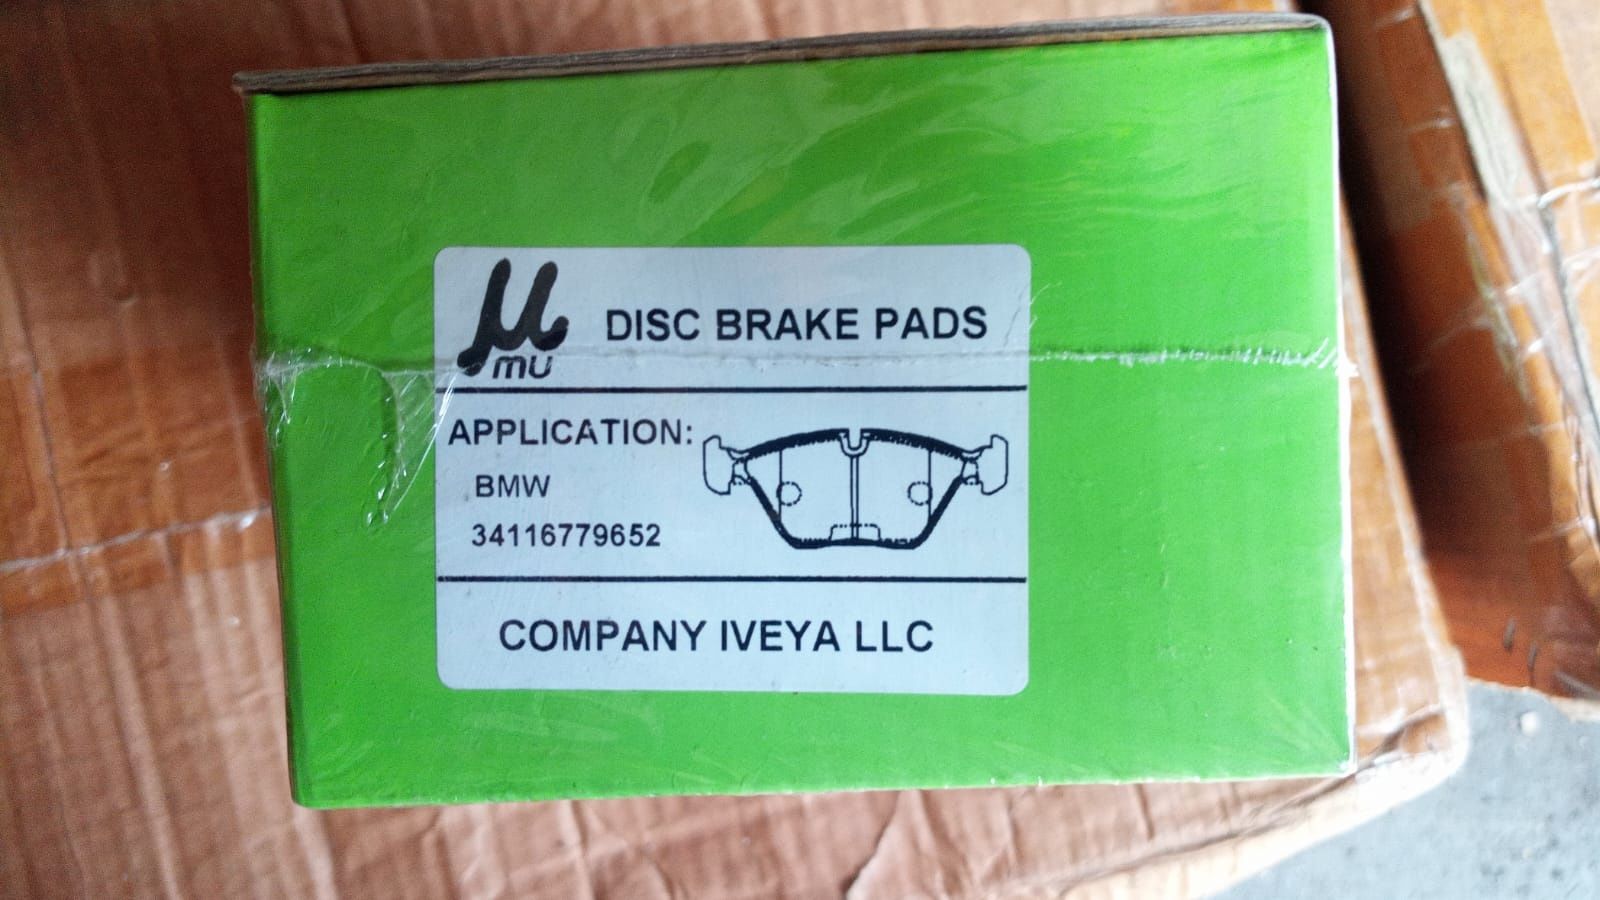 μ
mu
DISC BRAKE PADS
APPLICATION:
BMW
34116779652
COMPANY IVEYA LLC